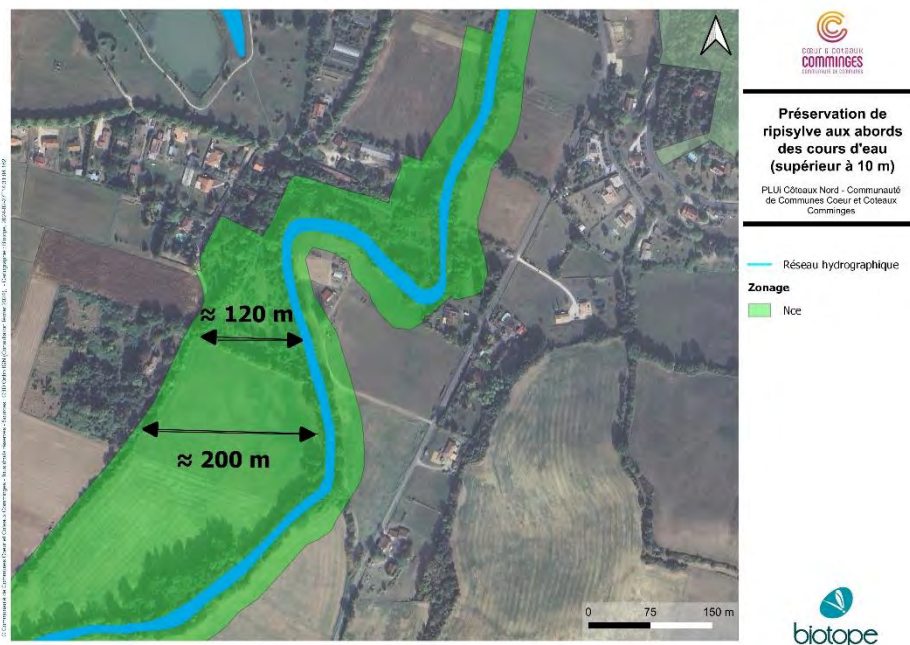 ≈ 120 m
≈ 200 m
0 75 150 m
cœur & coteaux
COMMINGES
Préservation de
ripisylve aux abords
des cours d'eau
(supérieur à 10 m)
PLUi Côteaux Nord - Communauté
de Communes Coeur et Coteaux
Comminges
Réseau hydrographique
Zonage
Nce
biotope